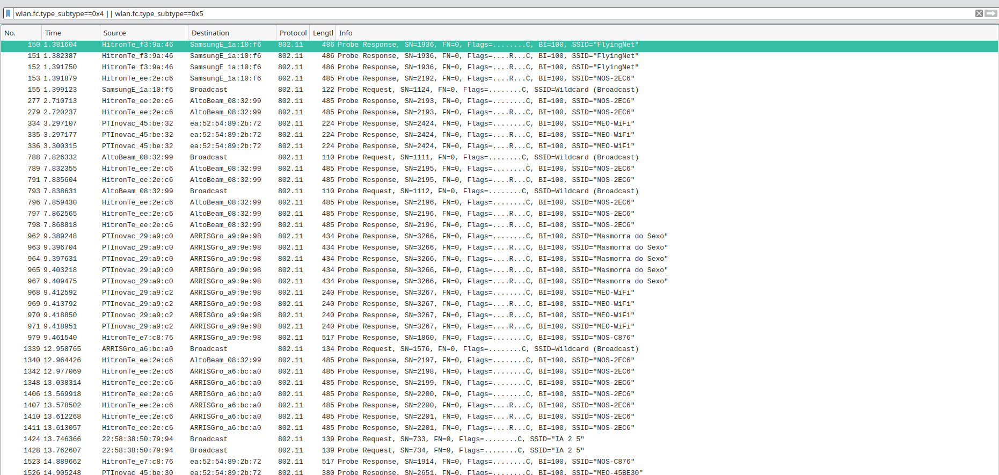 wlan.fc.type_subtype==0x4 || wlan.fc.type_subtype==0x5
No. Time Source Destination Protocol Lengtl Info
150 1.381604 HitronTe_f3:9a:46 SamsungE_1a:10:f6 802.11 486 Probe Response, SN=1936, FN=0, Flags=........C, BI=100, SSID="FlyingNet"
151 1.382387 HitronTe_f3:9a:46 SamsungE_1a:10:f6 802.11 486 Probe Response, SN=1936, FN=0, Flags=....R...C, BI=100, SSID="FlyingNet"
152 1.391750 HitronTe_f3:9a:46 SamsungE_1a:10:f6 802.11 486 Probe Response, SN=1936, FN=0, Flags=....R...C, BI=100, SSID="FlyingNet"
153 1.391879 HitronTe_ee:2e:c6 SamsungE_1a:10:f6 802.11 485 Probe Response, SN=2192, FN=0, Flags=....R...C, BI=100, SSID="NOS-2EC6"
155 1.399123 SamsungE_1a:10:f6 Broadcast 802.11 122 Probe Request, SN=1124, FN=0, Flags=........C, SSID=Wildcard (Broadcast)
277 2.710713 HitronTe_ee:2e:c6 AltoBeam_08:32:99 802.11 485 Probe Response, SN=2193, FN=0, Flags=........C, BI=100, SSID="NOS-2EC6"
279 2.720237 HitronTe_ee:2e:c6 AltoBeam_08:32:99 802.11 485 Probe Response, SN=2193, FN=0, Flags=....R...C, BI=100, SSID="NOS-2EC6"
334 3.297107 PTInovac_45:be:32 ea:52:54:89:2b:72 802.11 224 Probe Response, SN=2424, FN=0, Flags=........C, BI=100, SSID="MEO-WiFi"
335 3.297177 PTInovac_45:be:32 ea:52:54:89:2b:72 802.11 224 Probe Response, SN=2424, FN=0, Flags=....R...C, BI=100, SSID="MEO-WiFi"
336 3.300315 PTInovac_45:be:32 ea:52:54:89:2b:72 802.11 224 Probe Response, SN=2424, FN=0, Flags=....R...C, BI=100, SSID="MEO-WiFi"
788 7.826332 AltoBeam_08:32:99 Broadcast 802.11 110 Probe Request, SN=1111, FN=0, Flags=........C, SSID=Wildcard (Broadcast)
789 7.832355 HitronTe_ee:2e:c6 AltoBeam_08:32:99 802.11 485 Probe Response, SN=2195, FN=0, Flags=........C, BI=100, SSID="NOS-2EC6"
791 7.835604 HitronTe_ee:2e:c6 AltoBeam_08:32:99 802.11 485 Probe Response, SN=2195, FN=0, Flags=....R...C, BI=100, SSID="NOS-2EC6"
793 7.838631 AltoBeam_08:32:99 Broadcast 802.11 110 Probe Request, SN=1112, FN=0, Flags=........C, SSID=Wildcard (Broadcast)
796 7.859430 HitronTe_ee:2e:c6 AltoBeam_08:32:99 802.11 485 Probe Response, SN=2196, FN=0, Flags=........C, BI=100, SSID="NOS-2EC6"
797 7.862565 HitronTe_ee:2e:c6 AltoBeam_08:32:99 802.11 485 Probe Response, SN=2196, FN=0, Flags=....R...C, BI=100, SSID="NOS-2EC6"
798 7.868818 HitronTe_ee:2e:c6 AltoBeam_08:32:99 802.11 485 Probe Response, SN=2196, FN=0, Flags=....R...C, BI=100, SSID="NOS-2EC6"
962 9.389248 PTInovac_29:a9:c0 ARRISGro_a9:9e:98 802.11 434 Probe Response, SN=3266, FN=0, Flags=........C, BI=100, SSID="Masmorra do Sexo"
963 9.396704 PTInovac_29:a9:c0 ARRISGro_a9:9e:98 802.11 434 Probe Response, SN=3266, FN=0, Flags=....R...C, BI=100, SSID="Masmorra do Sexo"
964 9.397631 PTInovac_29:a9:c0 ARRISGro_a9:9e:98 802.11 434 Probe Response, SN=3266, FN=0, Flags=....R...C, BI=100, SSID="Masmorra do Sexo"
965 9.403218 PTInovac_29:a9:c0 ARRISGro_a9:9e:98 802.11 434 Probe Response, SN=3266, FN=0, Flags=....R...C, BI=100, SSID="Masmorra do Sexo"
967 9.409475 PTInovac_29:a9:c0 ARRISGro_a9:9e:98 802.11 434 Probe Response, SN=3266, FN=0, Flags=....R...C, BI=100, SSID="Masmorra do Sexo"
968 9.412592 PTInovac_29:a9:c2 ARRISGro_a9:9e:98 802.11 240 Probe Response, SN=3267, FN=0, Flags=........C, BI=100, SSID="MEO-WiFi"
969 9.413792 PTInovac_29:a9:c2 ARRISGro_a9:9e:98 802.11 240 Probe Response, SN=3267, FN=0, Flags=....R...C, BI=100, SSID="MEO-WiFi"
970 9.418850 PTInovac_29:a9:c2 ARRISGro_a9:9e:98 802.11 240 Probe Response, SN=3267, FN=0, Flags=....R...C, BI=100, SSID="MEO-WiFi"
971 9.418951 PTInovac_29:a9:c2 ARRISGro_a9:9e:98 802.11 240 Probe Response, SN=3267, FN=0, Flags=....R...C, BI=100, SSID="MEO-WiFi"
979 9.461540 HitronTe_e7:c8:76 ARRISGro_a9:9e:98 802.11 517 Probe Response, SN=1860, FN=0, Flags=........C, BI=100, SSID="NOS-C876"
1339 12.958765 ARRISGro_a6:bc:a0 Broadcast 802.11 134 Probe Request, SN=1576, FN=0, Flags=........C, SSID=Wildcard (Broadcast)
1340 12.964426 HitronTe_ee:2e:c6 AltoBeam_08:32:99 802.11 485 Probe Response, SN=2197, FN=0, Flags=........C, BI=100, SSID="NOS-2EC6"
1342 12.977069 HitronTe_ee:2e:c6 ARRISGro_a6:bc:a0 802.11 485 Probe Response, SN=2198, FN=0, Flags=........C, BI=100, SSID="NOS-2EC6"
1348 13.038314 HitronTe_ee:2e:c6 ARRISGro_a6:bc:a0 802.11 485 Probe Response, SN=2199, FN=0, Flags=........C, BI=100, SSID="NOS-2EC6"
1406 13.569918 HitronTe_ee:2e:c6 ARRISGro_a6:bc:a0 802.11 485 Probe Response, SN=2200, FN=0, Flags=........C, BI=100, SSID="NOS-2EC6"
1407 13.578502 HitronTe_ee:2e:c6 ARRISGro_a6:bc:a0 802.11 485 Probe Response, SN=2200, FN=0, Flags=....R...C, BI=100, SSID="NOS-2EC6"
1410 13.612268 HitronTe_ee:2e:c6 ARRISGro_a6:bc:a0 802.11 485 Probe Response, SN=2201, FN=0, Flags=....R...C, BI=100, SSID="NOS-2EC6"
1411 13.613057 HitronTe_ee:2e:c6 ARRISGro_a6:bc:a0 802.11 485 Probe Response, SN=2201, FN=0, Flags=....R...C, BI=100, SSID="NOS-2EC6"
1424 13.746366 22:58:38:50:79:94 Broadcast 802.11 139 Probe Request, SN=733, FN=0, Flags=........C, SSID="IA 2 5"
1428 13.762607 22:58:38:50:79:94 Broadcast 802.11 139 Probe Request, SN=734, FN=0, Flags=........C, SSID="IA 2 5"
1523 14.889662 HitronTe_e7:c8:76 ea:52:54:89:2b:72 802.11 517 Probe Response, SN=1914, FN=0, Flags=........C, BI=100, SSID="NOS-C876"
1526 14.905248 PTInovac_45:be:30 ea:52:54:89:2b:72 802.11 380 Probe Response, SN=2651, FN=0, Flags=........C, BI=100, SSID="MEO-45BE30"